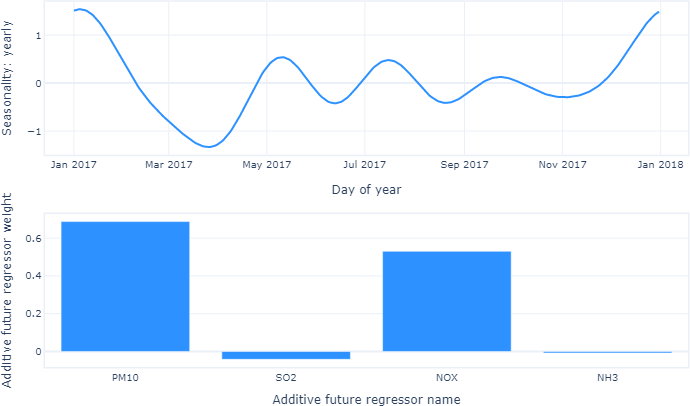 Seasonality: yearly
1
0
−1
Jan 2017 Mar 2017 May 2017 Jul 2017 Sep 2017 Nov 2017 Jan 2018
Day of year
Additive future regressor weight
0.6
0.4
0.2
0
PM10 SO2 NOX NH3
Additive future regressor name